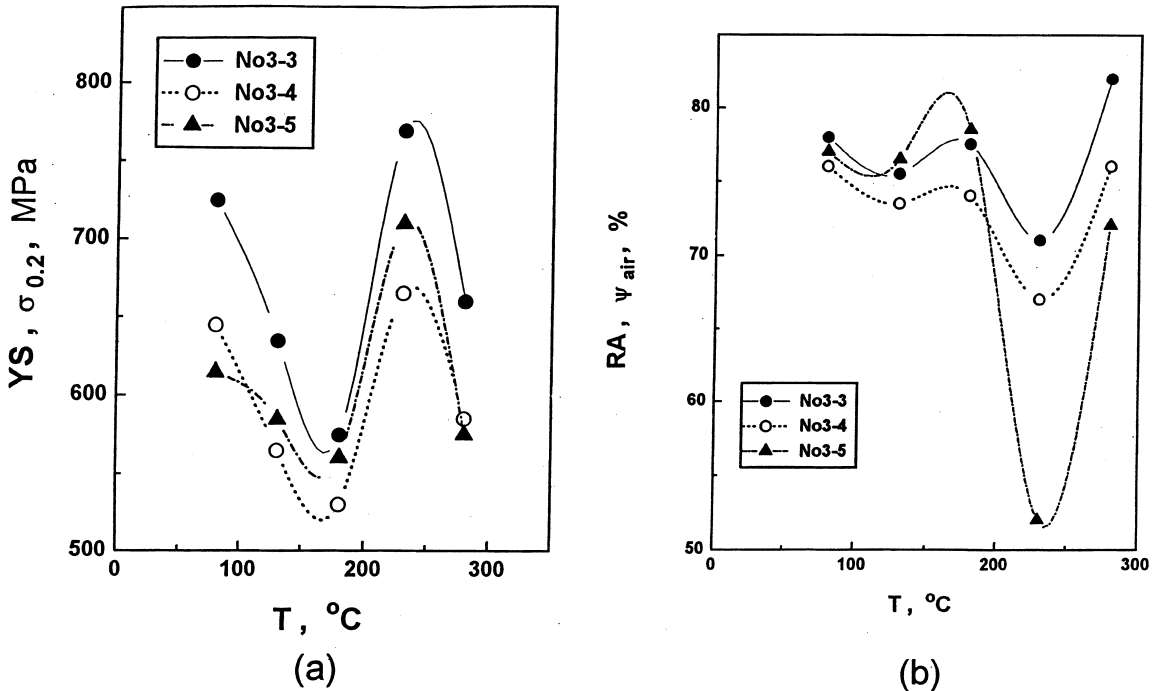 No3-3
No3-4
No3-5
800
700
600
500
0
100
200
300
YS , σ0.2, MPa
T , °C
(a)
80
70
60
50
No3-3
No3-4
No3-5
0
100
200
300
RA , ψair, %
T , °C
(b)